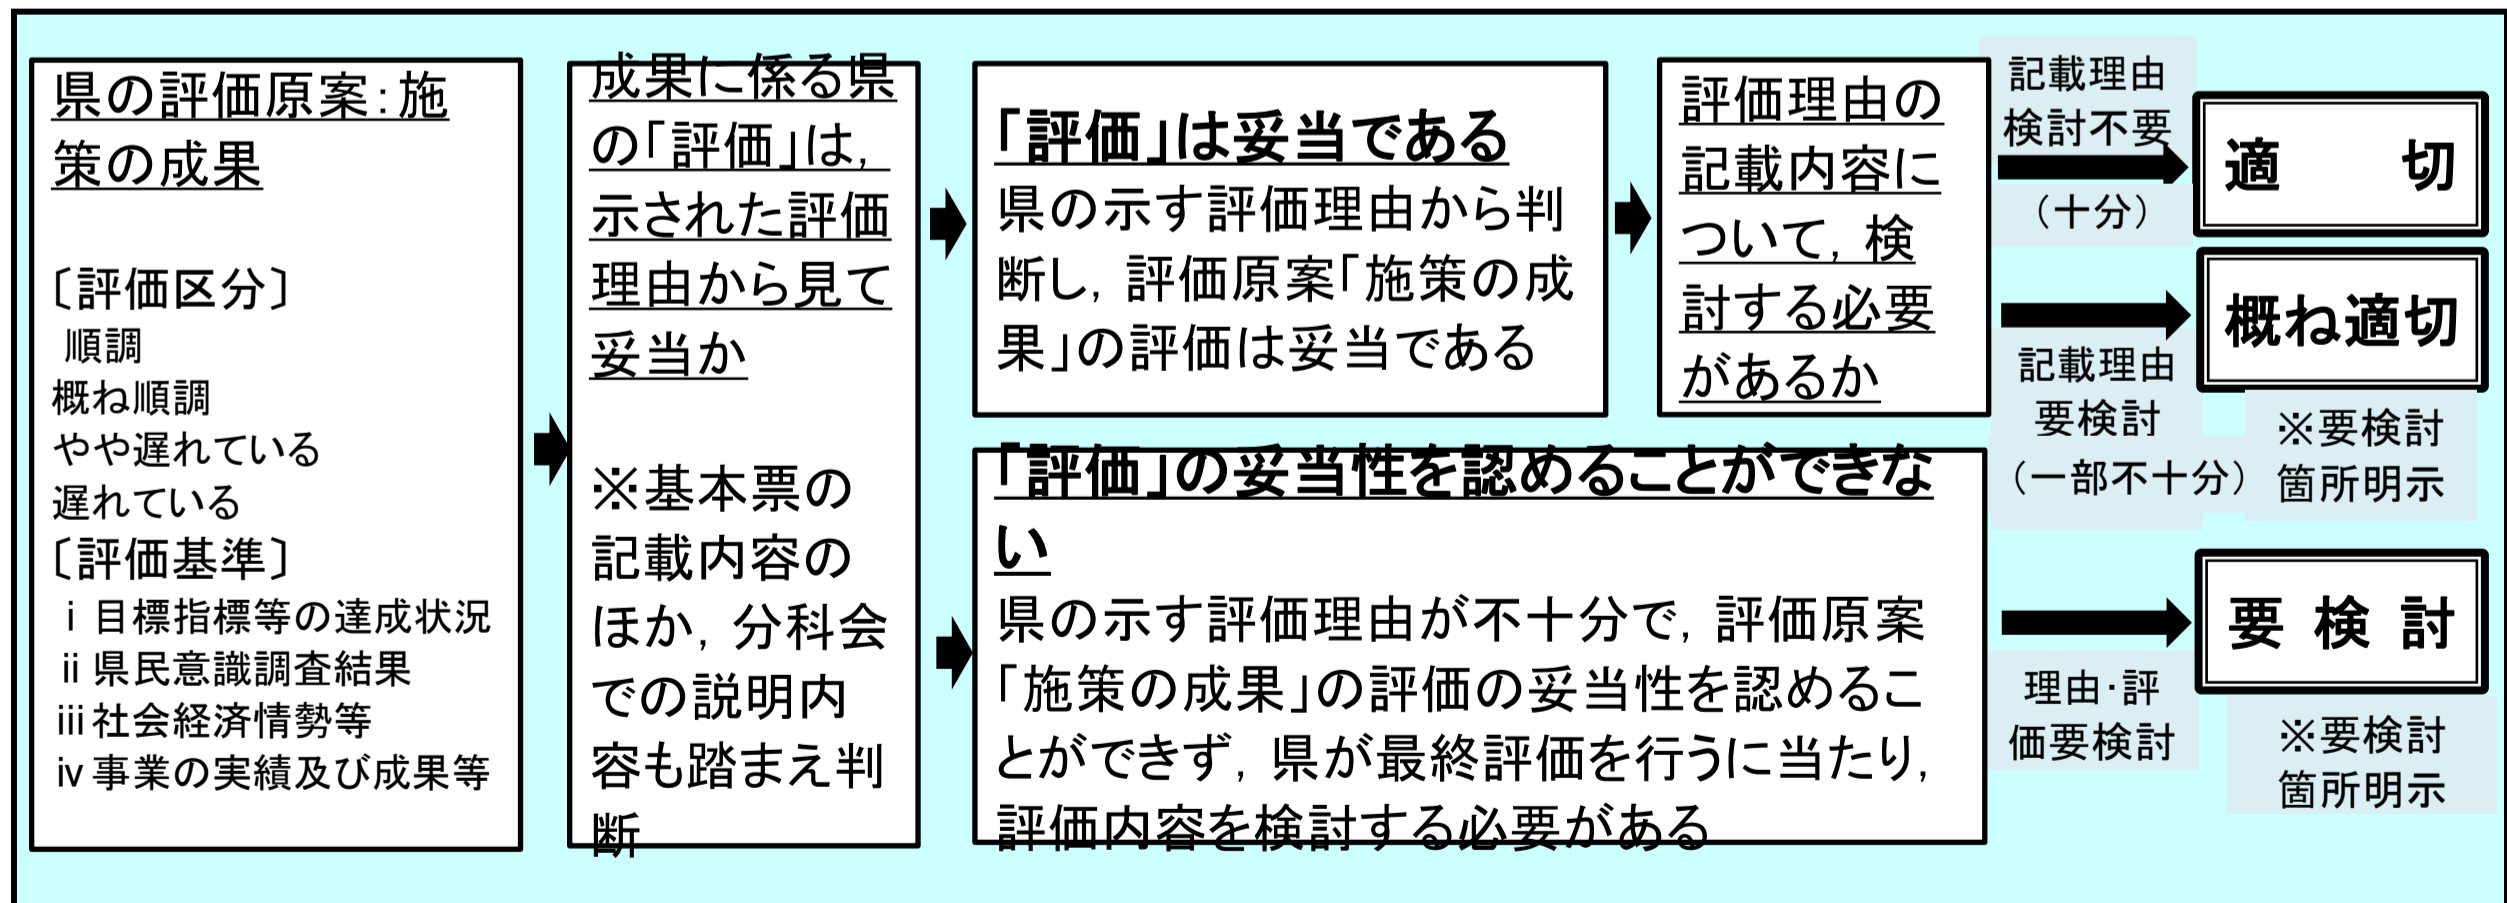 県の評価原案：施
策の成果
〔評価区分〕
順調
概ね順調
やや遅れている
遅れている
〔評価基準〕
ⅰ 目標指標等の達成状況
ⅱ 県民意識調査結果
ⅲ 社会経済情勢等
ⅳ 事業の実績及び成果等
成果に係る県
の「評価」は，
示された評価
理由から見て
妥当か
※基本票の
記載内容の
ほか，分科会
での説明内
容も踏まえ判
断
「評価」は妥当である
県の示す評価理由から判
断し，評価原案「施策の成
果」の評価は妥当である
評価理由の
記載内容に
ついて，検
討する必要
があるか
記載理由
検討不要
（十分）
適　　切
概ね適切
記載理由
要検討
（一部不十分）
※要検討
箇所明示
「評価」の妥当性を認めることができな
い
県の示す評価理由が不十分で，評価原案
「施策の成果」の評価の妥当性を認めるこ
とができず，県が最終評価を行うに当たり，
評価内容を検討する必要がある
要 検 討
理由・評
価要検討
※要検討
箇所明示